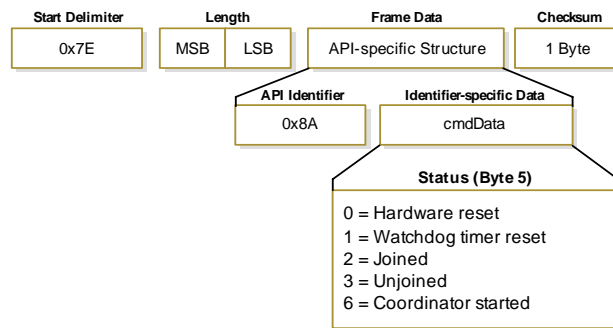 Start Delimiter
Length
Frame Data
Checksum
0x7E
MSB
LSB
API-specific Structure
1 Byte
API Identifier
Identifier-specific Data
0x8A
cmdData
Status (Byte 5)
0 = Hardware reset
1 = Watchdog timer reset
2 = Joined
3 = Unjoined
6 = Coordinator started